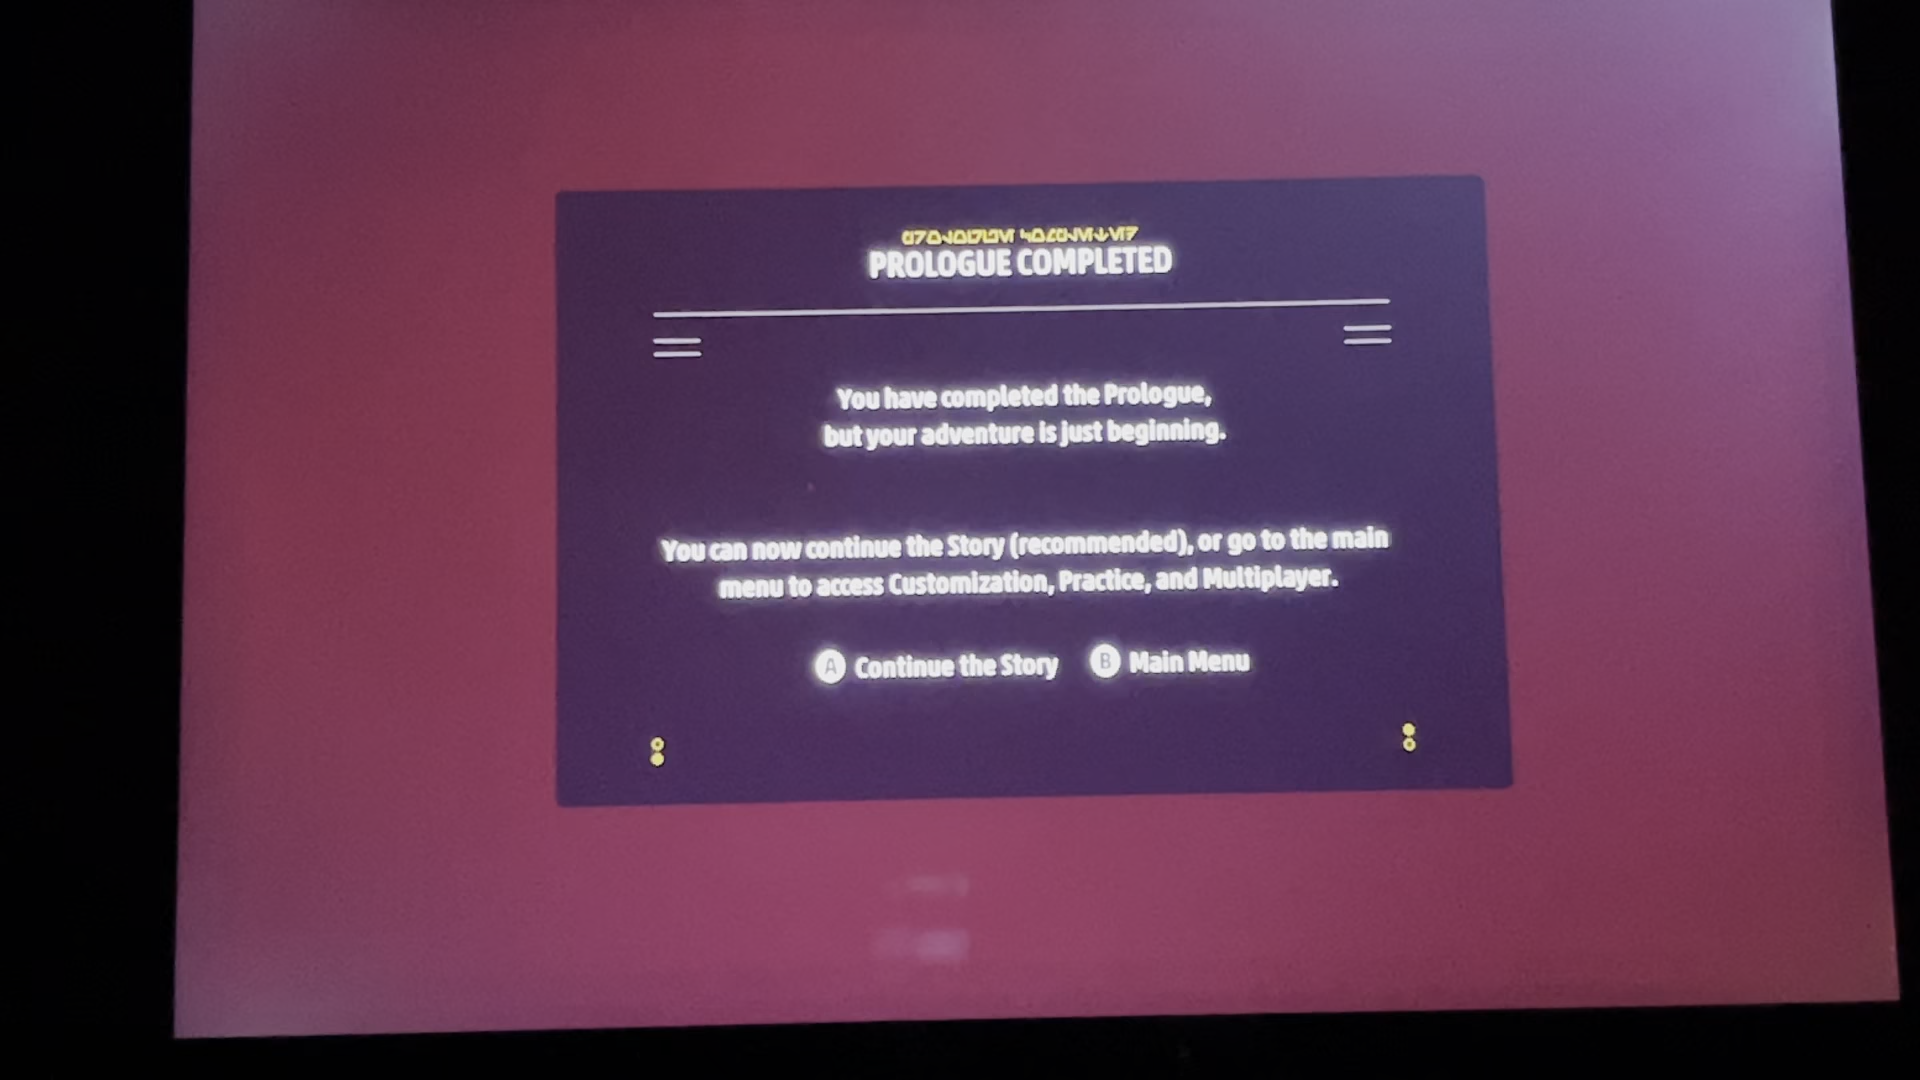 PROLOGUE COMPLETED
You have completed the Prologue,
but your adventure is just beginning.
You can now continue the Story (recommended), or go to the main
menu to access Customization, Practice, and Multiplayer.
A Continue the Story B Main Menu